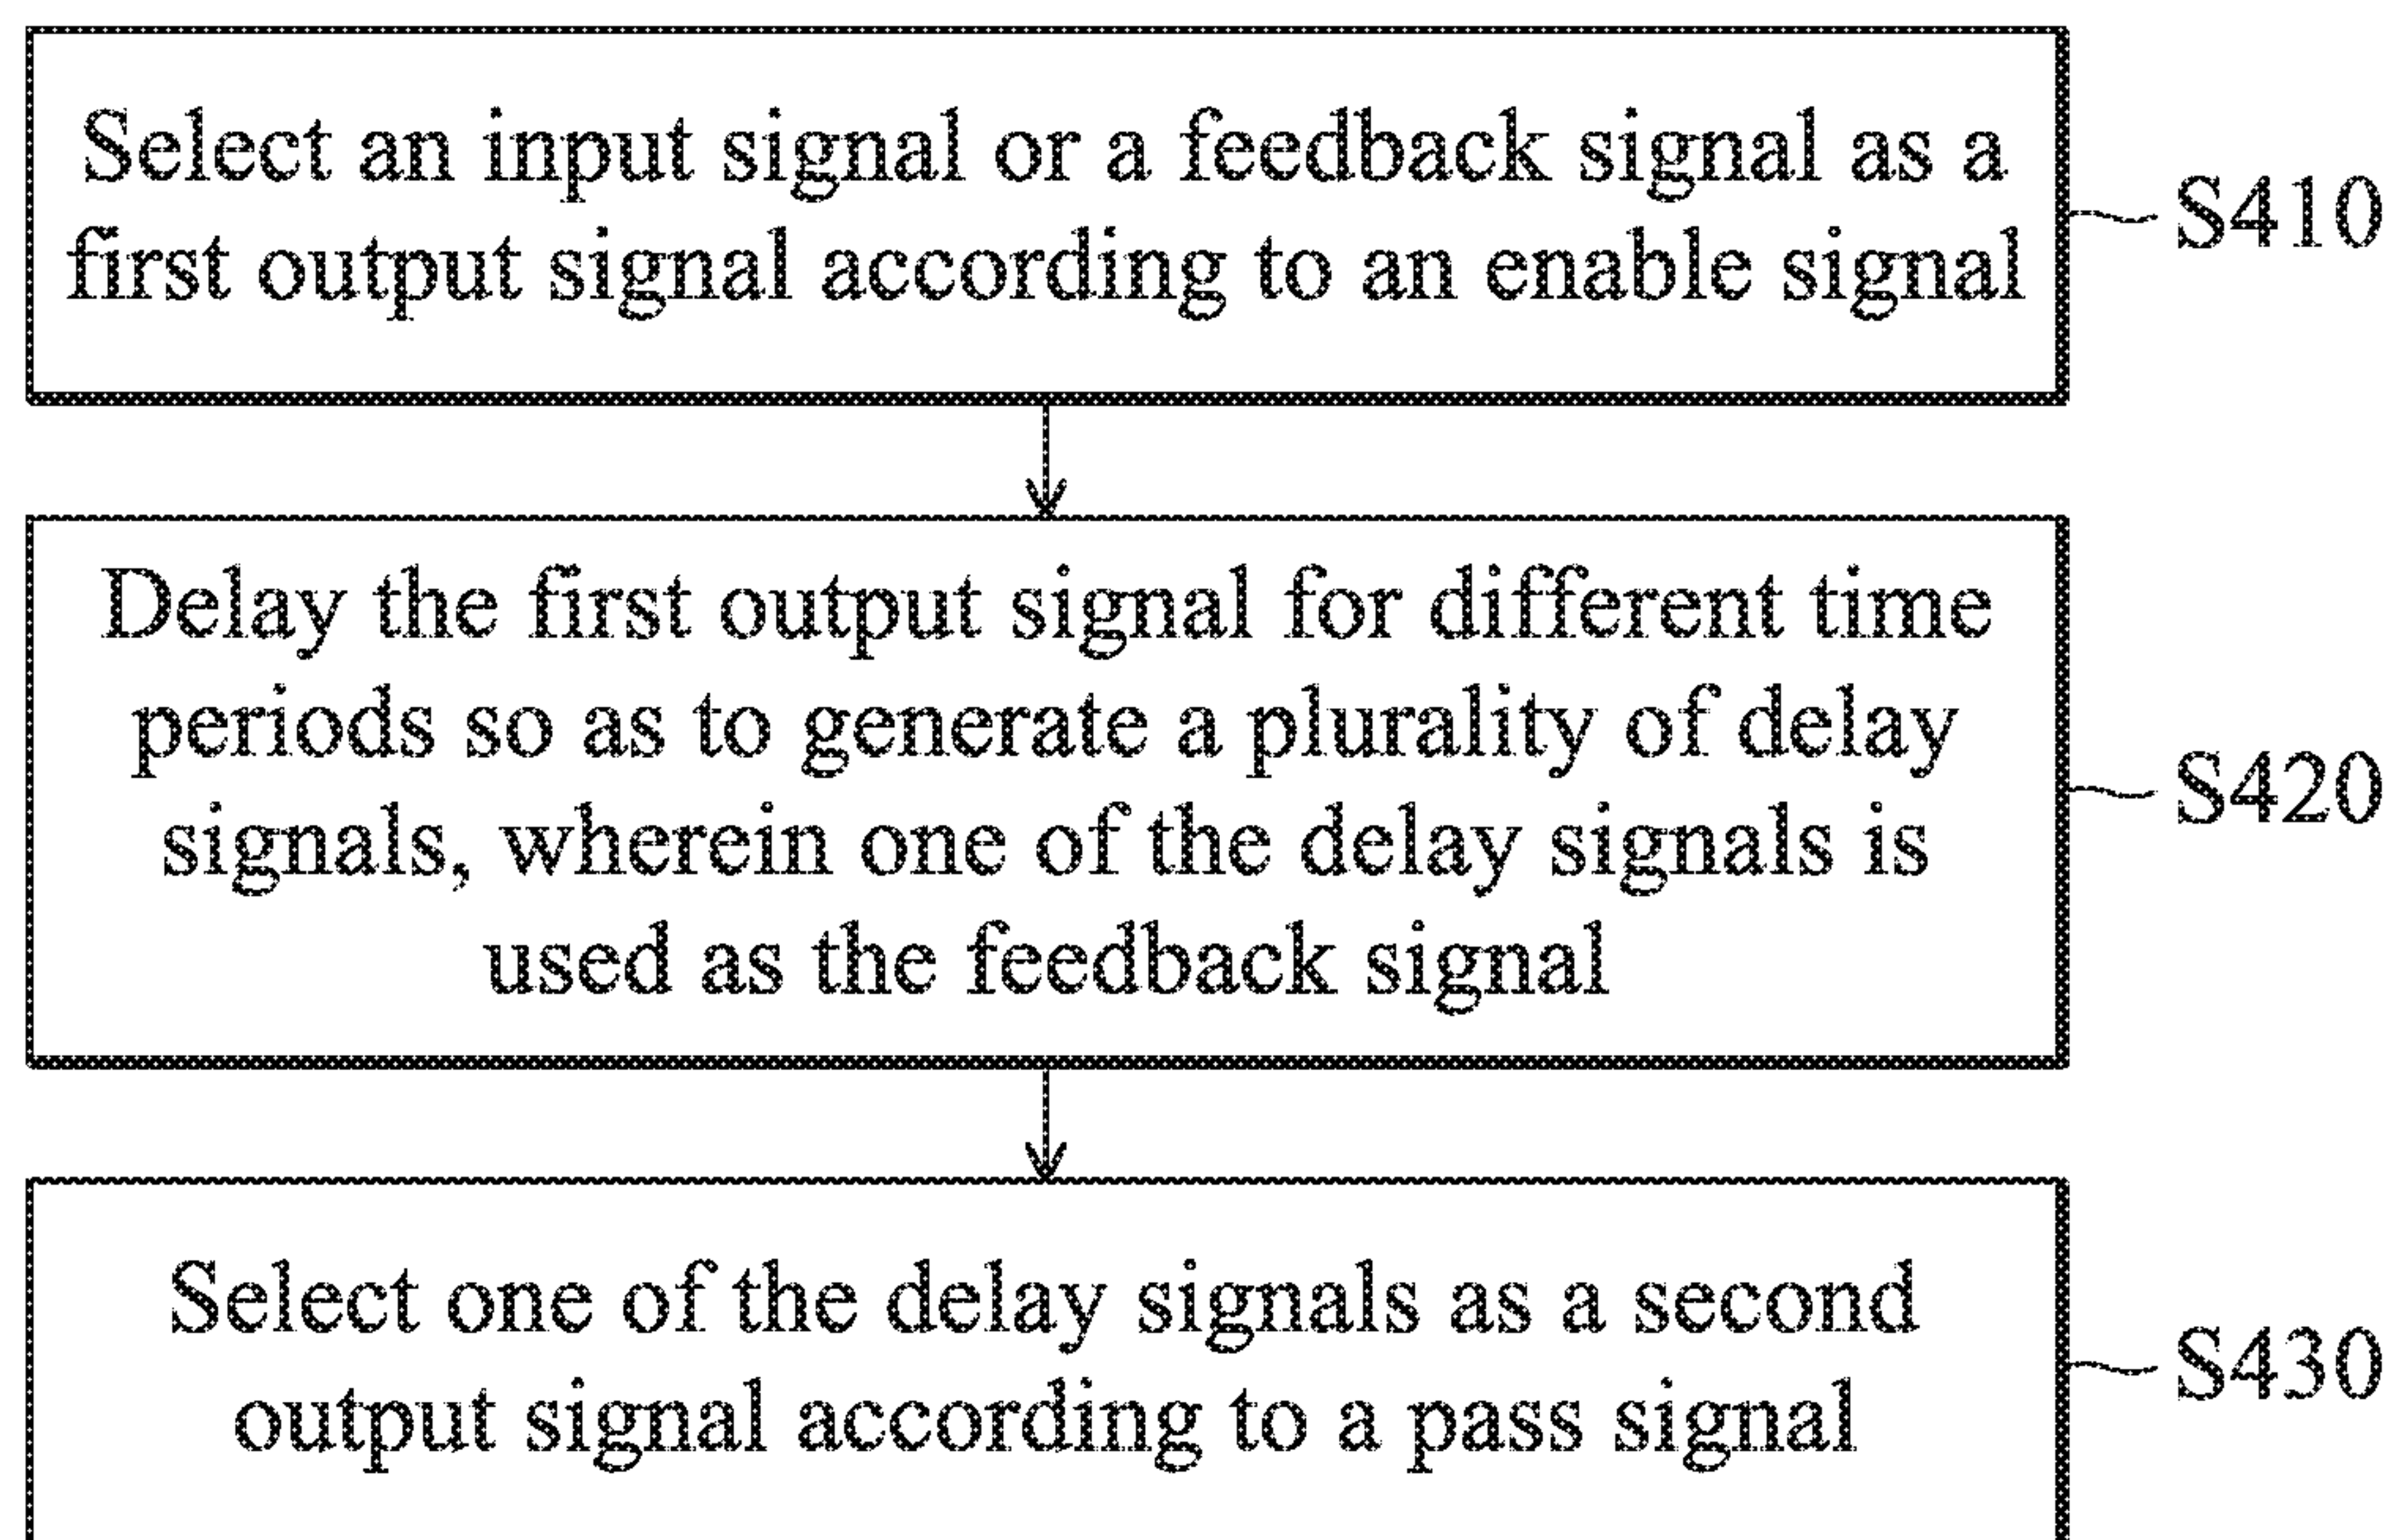 Select an input signal or a feedback signal as a
first output signal according to an enable signal
S410
Delay the first output signal for different time
periods so as to generate a plurality of delay
signals, wherein one of the delay signals is
used as the feedback signal
S420
Select one of the delay signals as a second
output signal according to a pass signal
S430